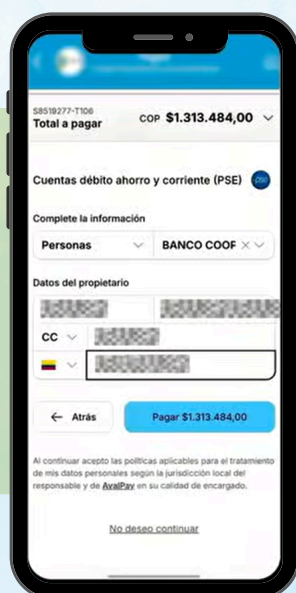 S8519277-T106
Total a pagar COP $1.313.484,00
Cuentas débito ahorro y corriente (PSE) pse
Complete la información
Personas BANCO COOF
Datos del propietario
CC
← Atrás Pagar $1.313.484,00
Al continuar acepto las políticas aplicables para el tratamiento
de mis datos personales según la jurisdicción local del
responsable y de AvalPay en su calidad de encargado.
No deseo continuar